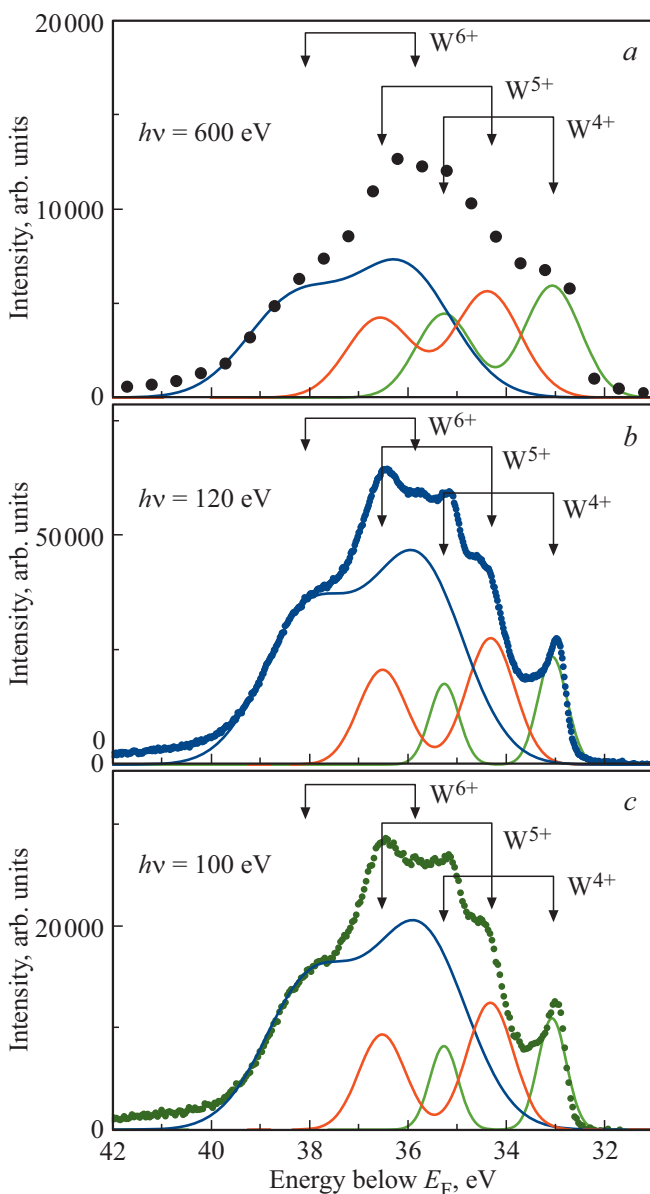 20000
W6+
a
W5+
hν = 600 eV
W4+
10000
Intensity, arb. units
0
W6+
b
W5+
hν = 120 eV
W4+
50000
Intensity, arb. units
0
0
W6+
c
W5+
hν = 100 eV
W4+
20000
Intensity, arb. units
0
42 40 38 36 34 32
Energy below EF, eV